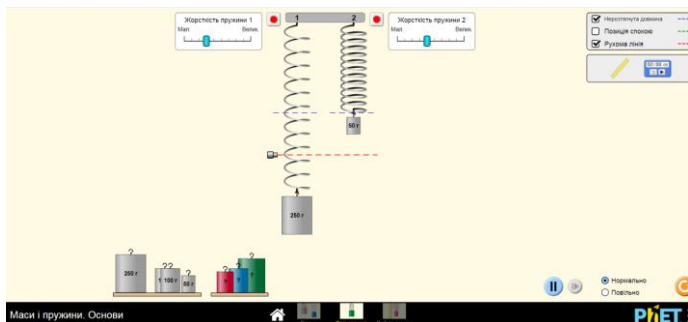 Жорсткість пружини 1
Мал. Велик.
1
2
Жорсткість пружини 2
Мал. Велик.
Нерозтягнута довжина
Позиція спокою
Рухома лінія
50 г
250 г
250 г
100 г
50 г
?
Нормально
Повільно
Маси і пружини. Основи
PhET